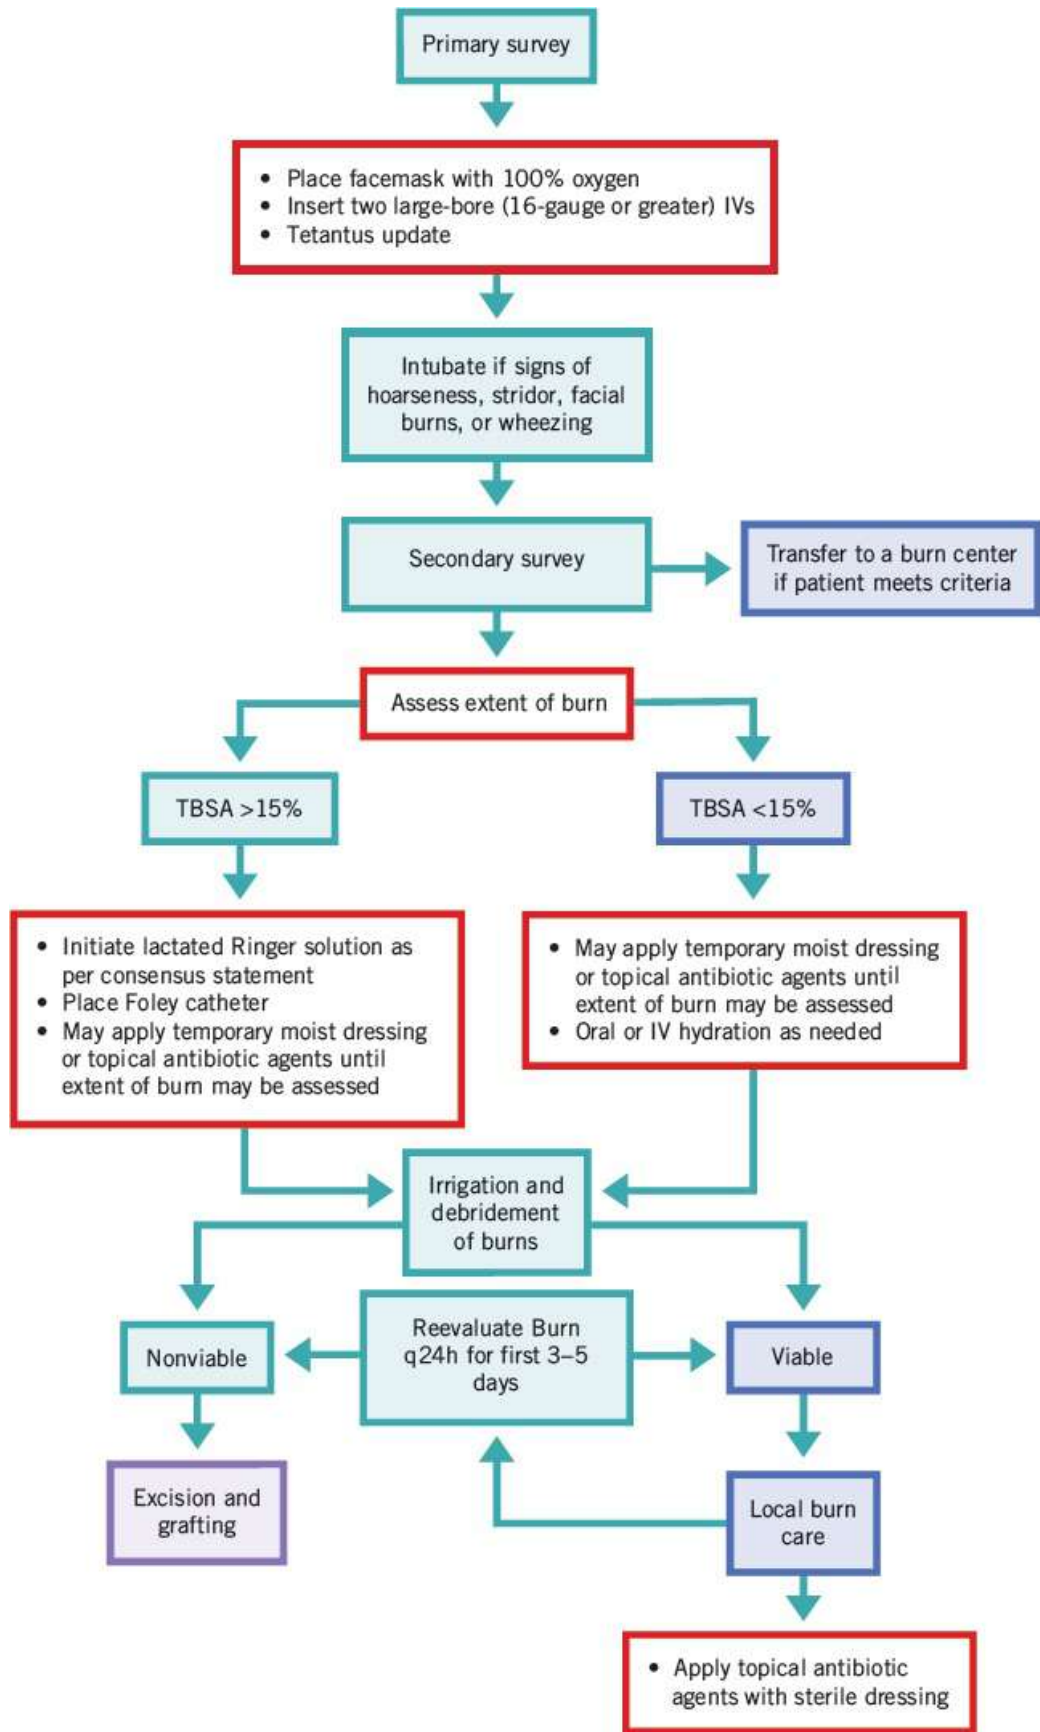 Primary survey
• Place facemask with 100% oxygen
• Insert two large-bore (16-gauge or greater) IVs
• Tetantus update
Intubate if signs of
hoarseness, stridor, facial
burns, or wheezing
Secondary survey
Transfer to a burn center
if patient meets criteria
Assess extent of burn
TBSA >15%
TBSA <15%
• Initiate lactated Ringer solution as
per consensus statement
• Place Foley catheter
• May apply temporary moist dressing
or topical antibiotic agents until
extent of burn may be assessed
• May apply temporary moist dressing
or topical antibiotic agents until
extent of burn may be assessed
• Oral or IV hydration as needed
Irrigation and
debridement
of burns
Nonviable
Reevaluate Burn
q24h for first 3–5
days
Viable
Excision and
grafting
Local burn
care
• Apply topical antibiotic
agents with sterile dressing